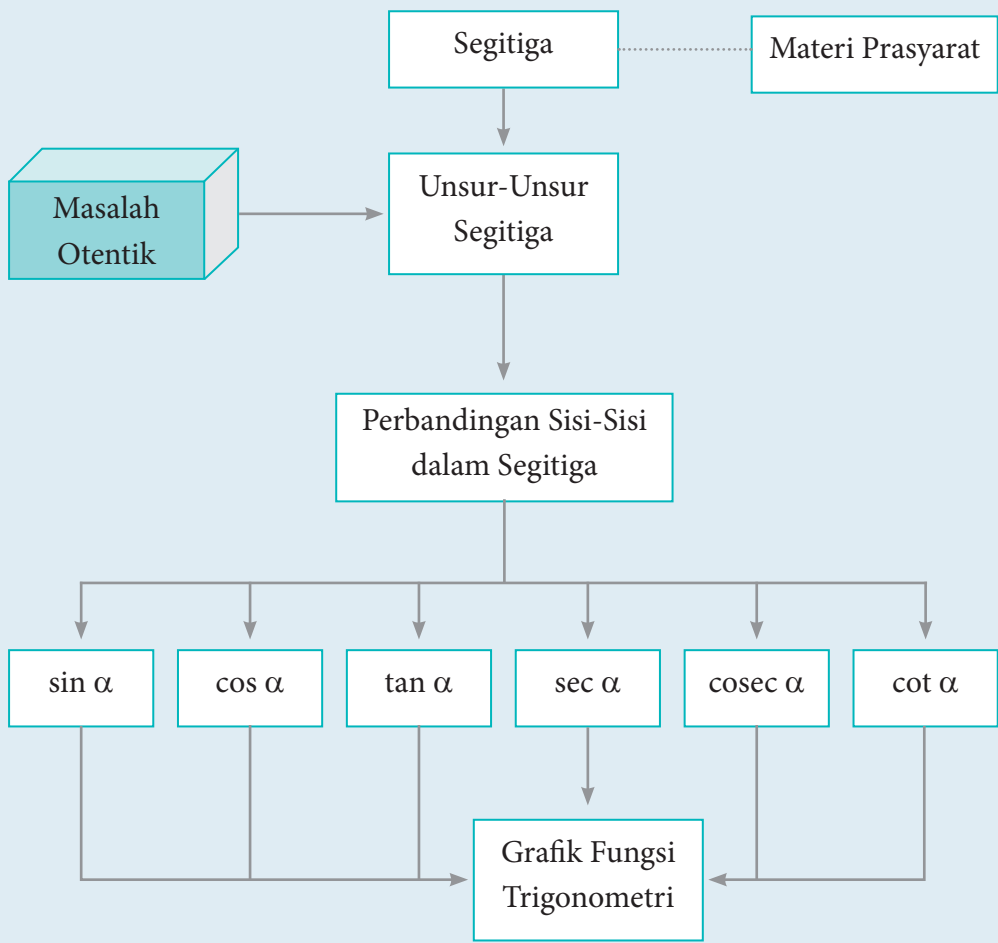 Segitiga
Materi Prasyarat
Masalah
Otentik
Unsur-Unsur
Segitiga
Perbandingan Sisi-Sisi
dalam Segitiga
sin α
cos α
tan α
sec α
cosec α
cot α
Grafik Fungsi
Trigonometri